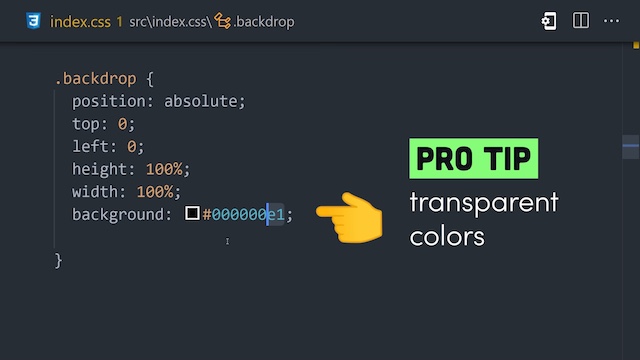 index.css 1 src\index.css\ .backdrop
.backdrop {
position: absolute;
top: 0;
left: 0;
height: 100%;
width: 100%;
background: #000000e1;
}
PRO TIP
transparent
colors